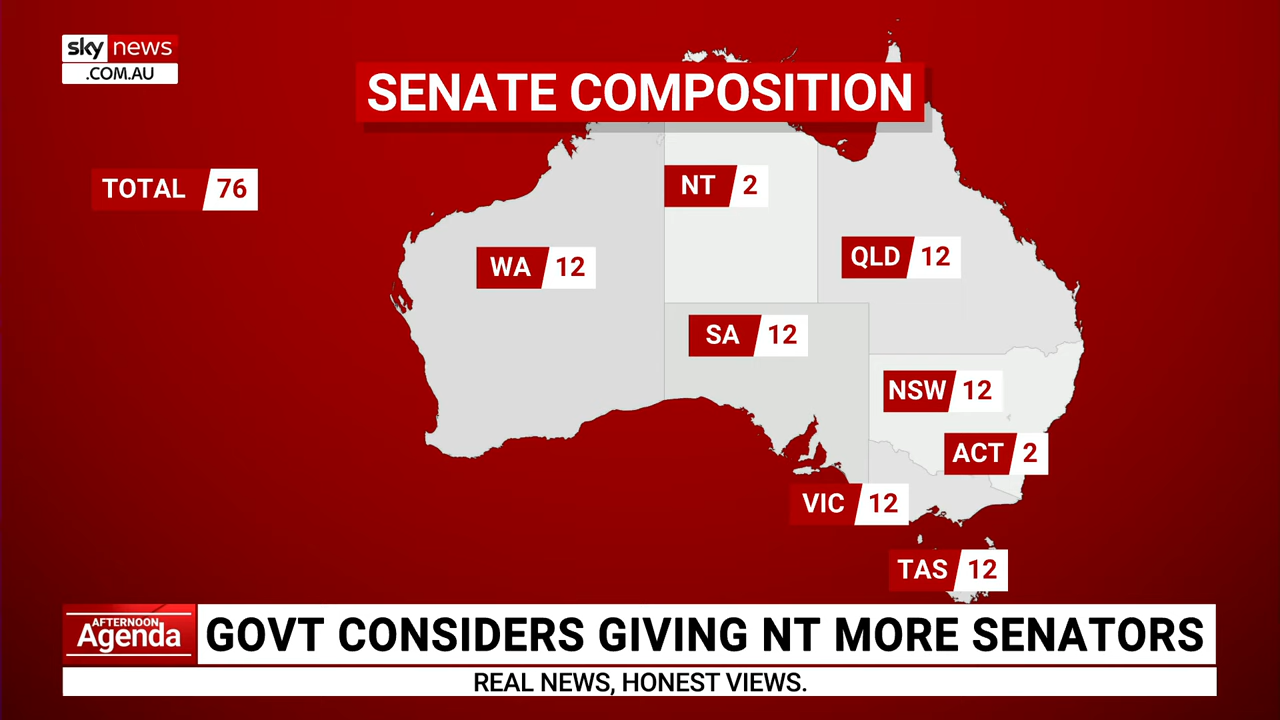 sky news
.COM.AU
SENATE COMPOSITION
TOTAL 76
NT 2
WA 12
QLD 12
SA 12
NSW 12
ACT 2
VIC 12
TAS 12
AFTERNOON
Agenda
GOVT CONSIDERS GIVING NT MORE SENATORS
REAL NEWS, HONEST VIEWS.